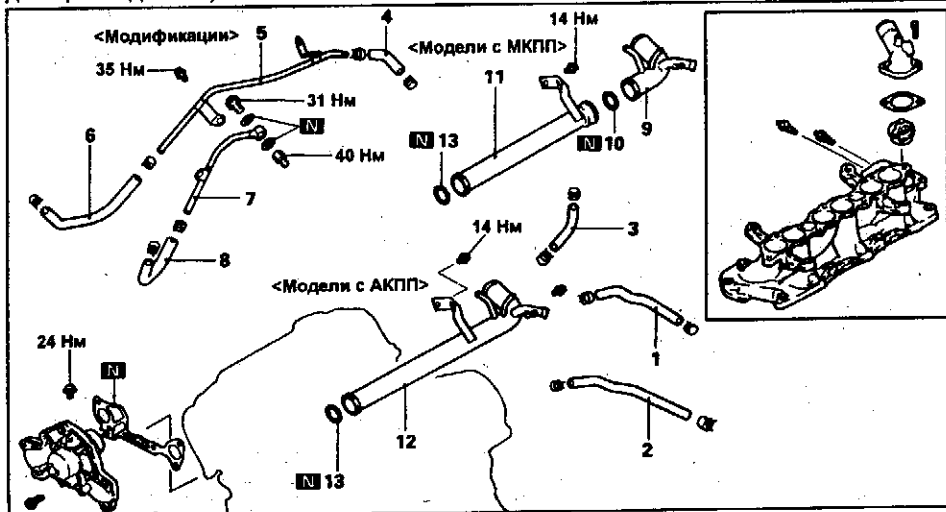 <Модификации>
5
4
14 Нм
<Модели с МКПП>
35 Нм
11
31 Нм
9
N
N 13
N 10
6
40 Нм
7
3
14 Нм
8
<Модели с АКПП>
1
24 Нм
N
12
2
N 13